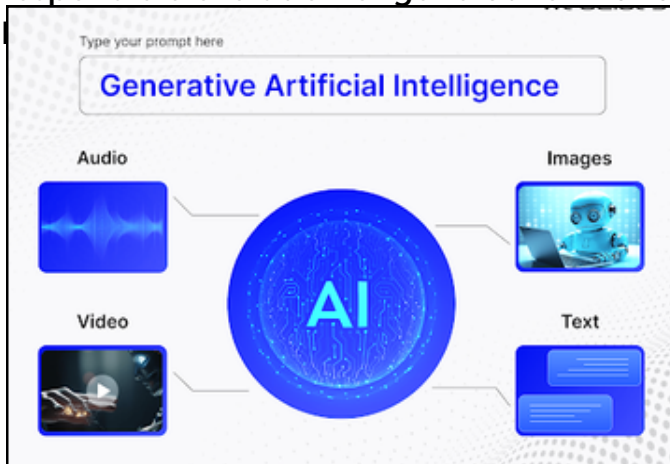 Type your prompt here
Generative Artificial Intelligence
Audio
Images
AI
Video
Text